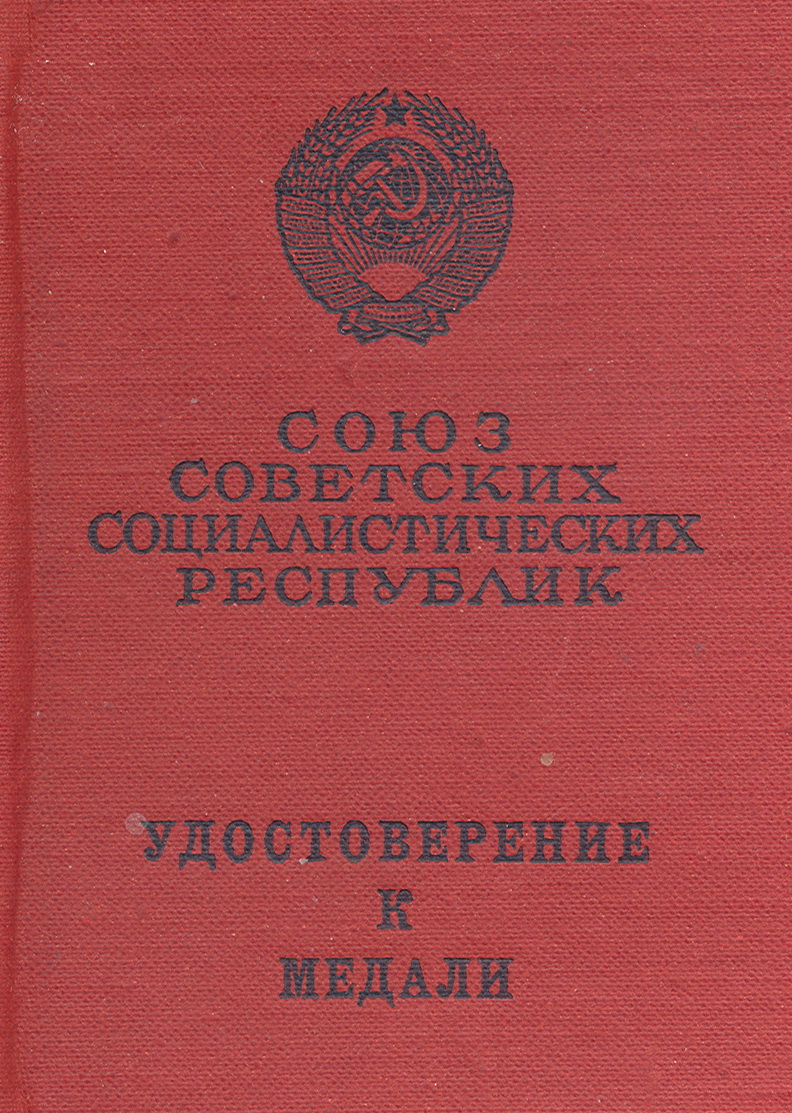 СОЮЗ
СОВЕТСКИХ
СОЦИАЛИСТИЧЕСКИХ
РЕСПУБЛИК
УДОСТОВЕРЕНИЕ
К
МЕДАЛИ